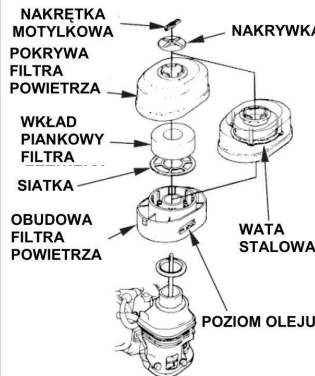 NAKRĘTKA
MOTYLKOWA
NAKRYWKA
POKRYWA
FILTRA
POWIETRZA
WKŁAD
PIANKOWY
FILTRA
SIATKA
OBUDOWA
FILTRA
POWIETRZA
WATA
STALOWA
POZIOM OLEJU